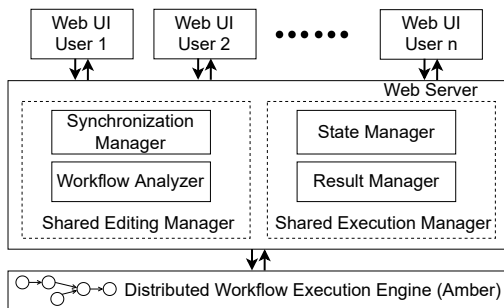 Web UI
User 1
Web UI
User 2
Web UI
User n
Web Server
Synchronization
Manager
Workflow Analyzer
Shared Editing Manager
State Manager
Result Manager
Shared Execution Manager
Distributed Workflow Execution Engine (Amber)